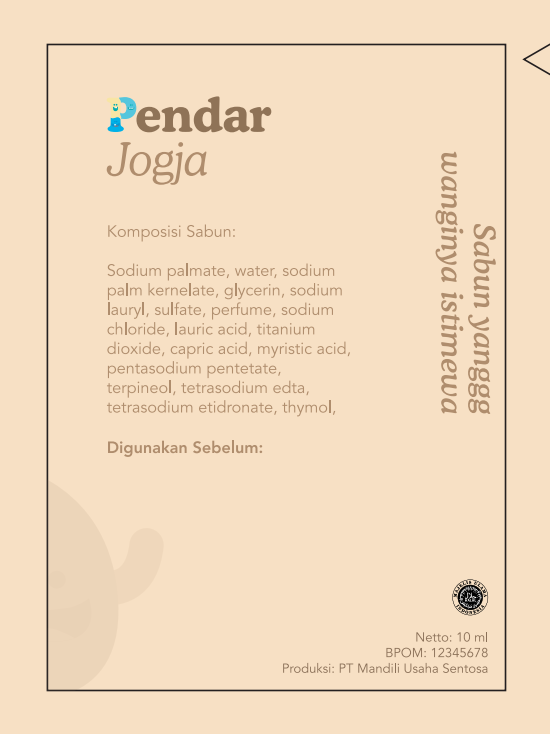 Pendar
Jogja
Sabun yanggg
wanginya istimewa
Komposisi Sabun:
Sodium palmate, water, sodium
palm kernelate, glycerin, sodium
lauryl, sulfate, perfume, sodium
chloride, lauric acid, titanium
dioxide, capric acid, myristic acid,
pentasodium pentetate,
terpineol, tetrasodium edta,
tetrasodium etidronate, thymol,
Digunakan Sebelum:
Netto: 10 ml
BPOM: 12345678
Produksi: PT Mandili Usaha Sentosa